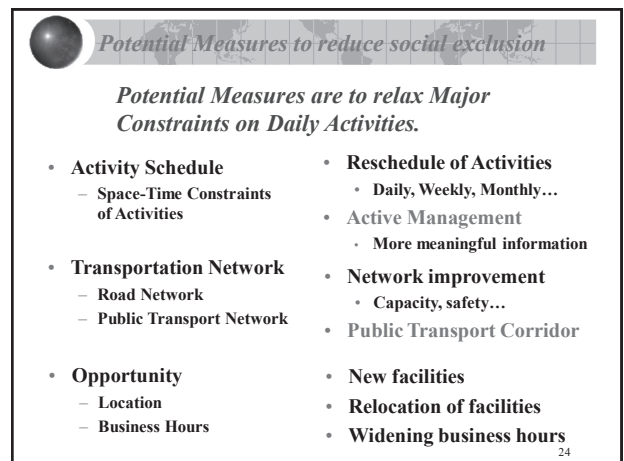 Potential Measures to reduce social exclusion
Potential Measures are to relax Major
Constraints on Daily Activities.
• Activity Schedule
– Space-Time Constraints
of Activities
• Transportation Network
– Road Network
– Public Transport Network
• Opportunity
– Location
– Business Hours
• Reschedule of Activities
• Daily, Weekly, Monthly…
• Active Management
• More meaningful information
• Network improvement
• Capacity, safety…
• Public Transport Corridor
• New facilities
• Relocation of facilities
• Widening business hours
24